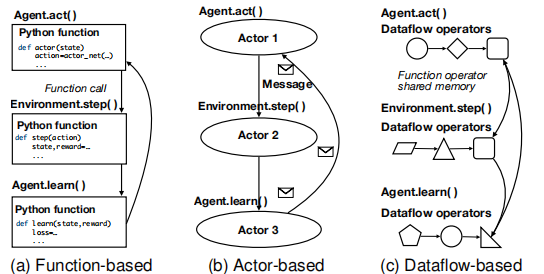 Agent.act( )
Python function
def actor(state)
action=actor_net(…)
...
Function call
Environment.step( )
Python function
def step(action)
state,reward=…
...
Agent.learn( )
Python function
def learn(state,reward)
loss=…
...
(a) Function-based
Agent.act( )
Actor 1
Message
Environment.step( )
Actor 2
Agent.learn( )
Actor 3
(b) Actor-based
Agent.act( )
Dataflow operators
Function operator
shared memory
Environment.step( )
Dataflow operators
Agent.learn( )
Dataflow operators
(c) Dataflow-based